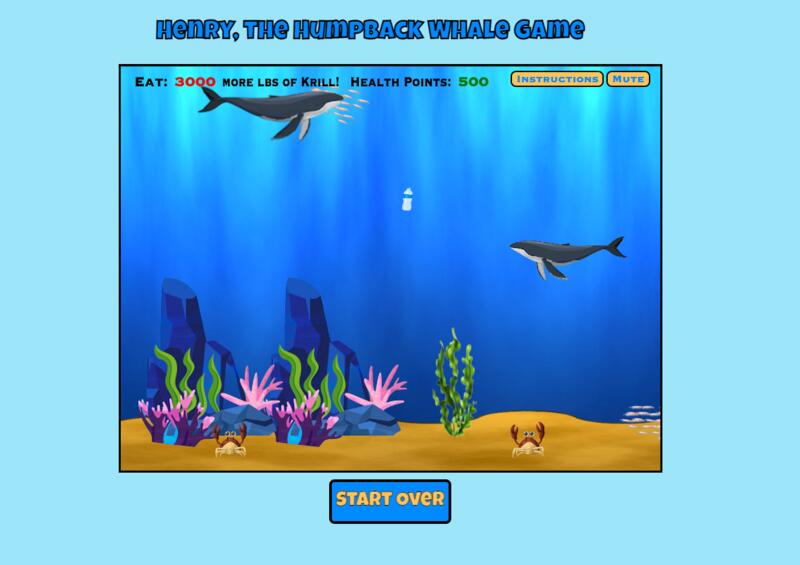 Henry, the Humpback Whale Game
Eat: 3000 more lbs of Krill! Health Points: 500 Instructions Mute
Start Over